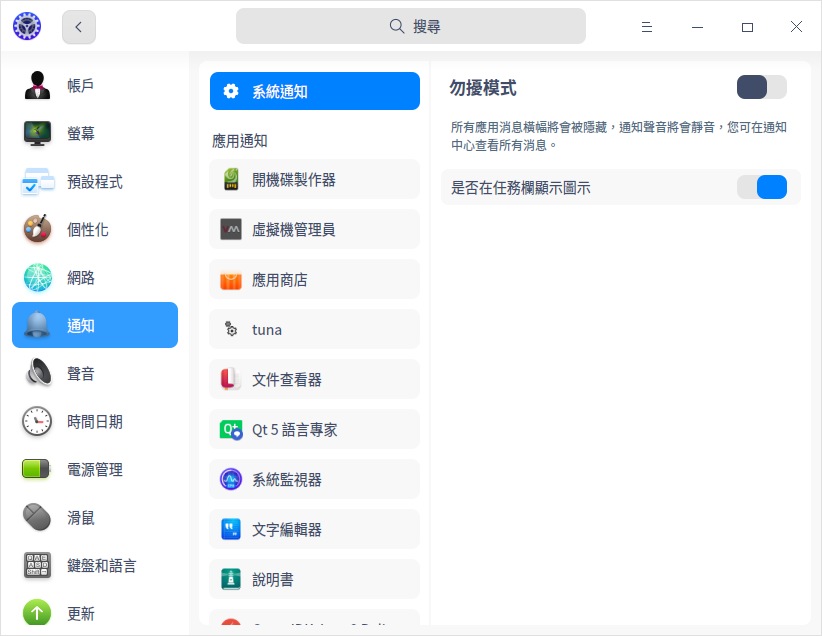 搜尋
帳戶
螢幕
預設程式
個性化
網路
通知
聲音
時間日期
電源管理
滑鼠
鍵盤和語言
更新
系統通知
應用通知
開機碟製作器
虛擬機管理員
應用商店
tuna
文件查看器
Qt 5 語言專家
系統監視器
文字編輯器
說明書
勿擾模式
所有應用消息橫幅將會被隱藏，通知聲音將會靜音，您可在通知
中心查看所有消息。
是否在任務欄顯示圖示